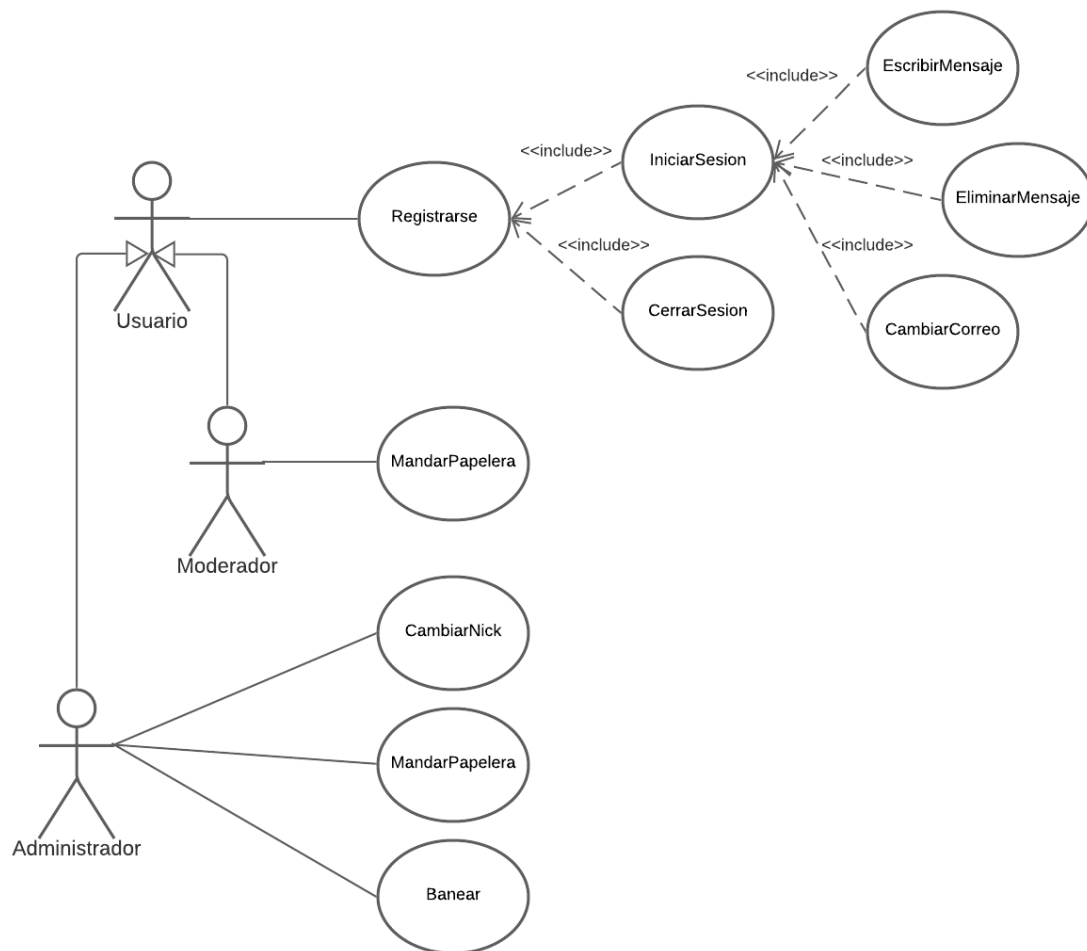 EscribirMensaje
<<include>>
<<include>>
IniciarSesion
<<include>>
EliminarMensaje
Registrarse
<<include>>
<<include>>
CerrarSesion
CambiarCorreo
Usuario
MandarPapelera
Moderador
CambiarNick
MandarPapelera
Administrador
Banear